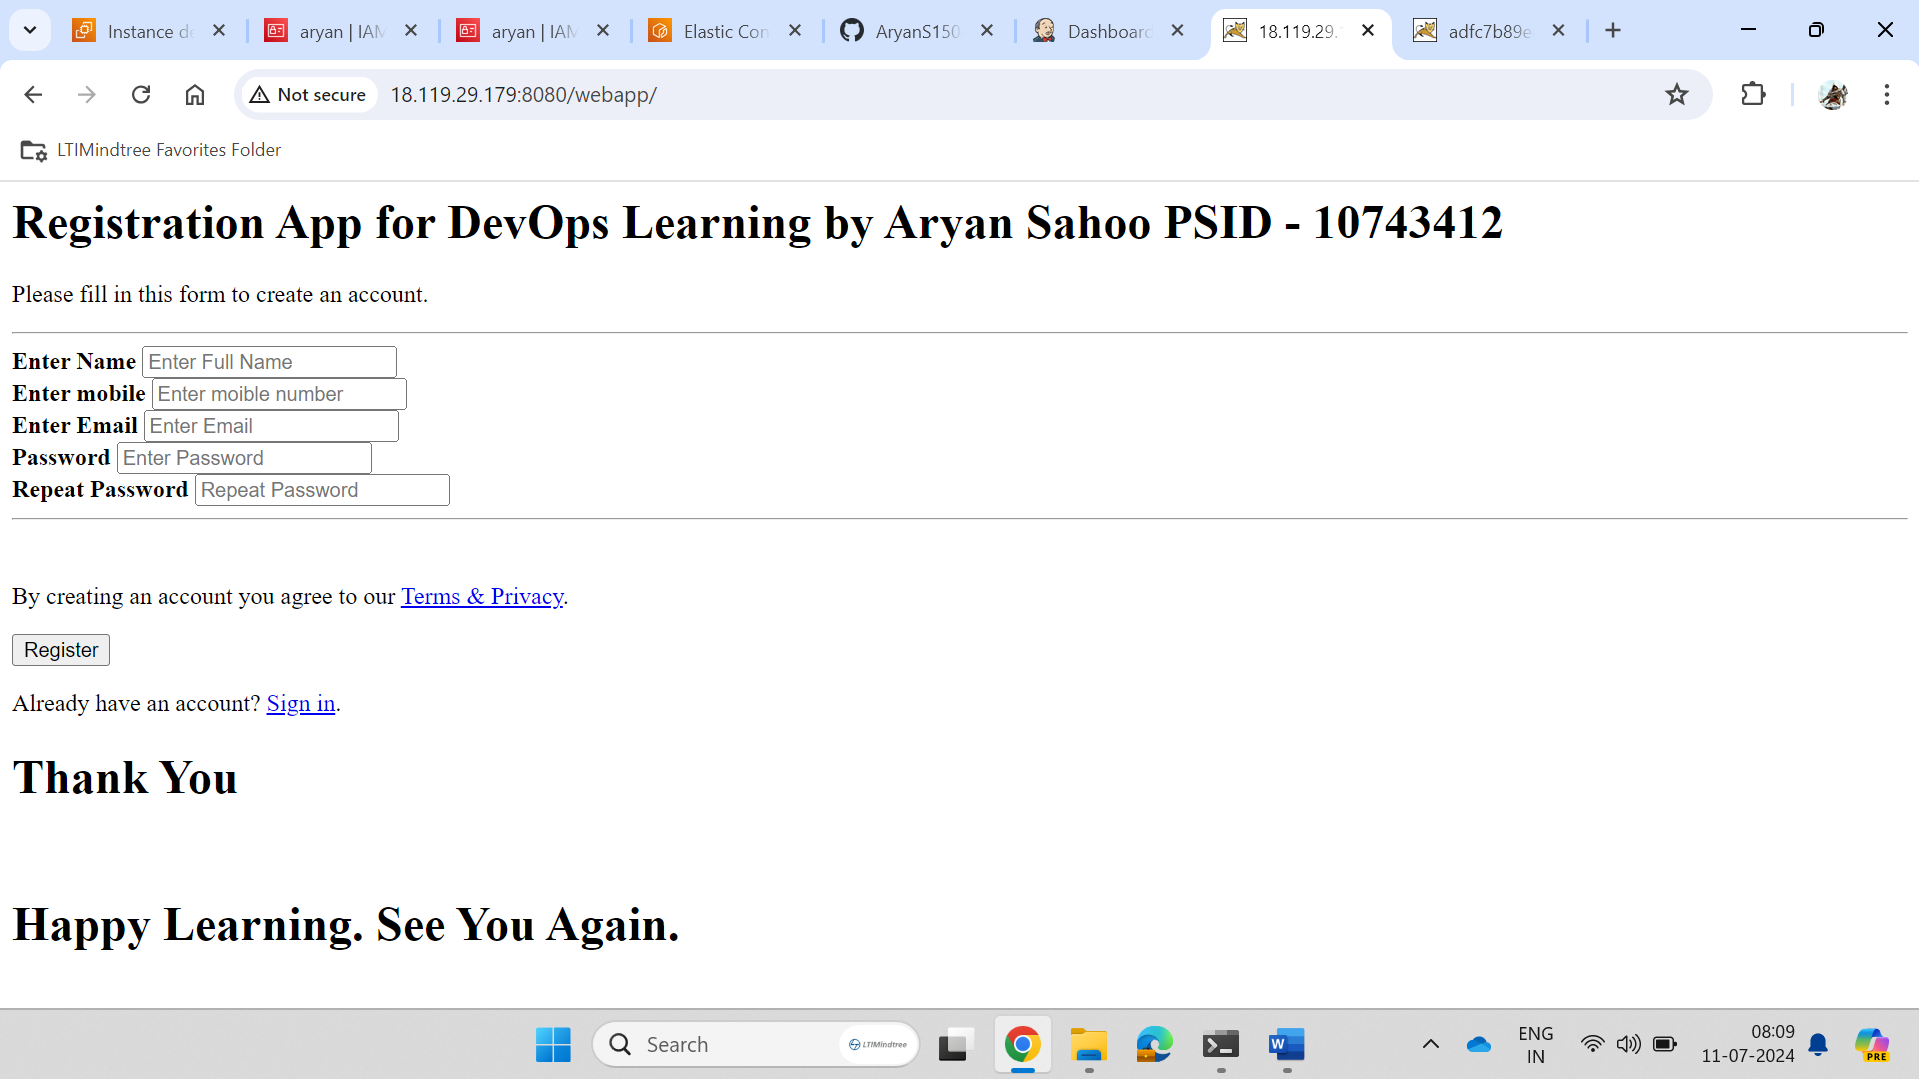 Instance de
aryan | IAM
aryan | IAM
Elastic Con
AryanS150
Dashboard
18.119.29.1
adfc7b89e
Not secure
18.119.29.179:8080/webapp/
LTIMindtree Favorites Folder
Registration App for DevOps Learning by Aryan Sahoo PSID - 10743412
Please fill in this form to create an account.
Enter Name Enter Full Name
Enter mobile Enter moible number
Enter Email Enter Email
Password Enter Password
Repeat Password Repeat Password
By creating an account you agree to our Terms & Privacy.
Register
Already have an account? Sign in.
Thank You
Happy Learning. See You Again.
Search
LTIMindtree
W
ENG
IN
08:09
11-07-2024
PRE